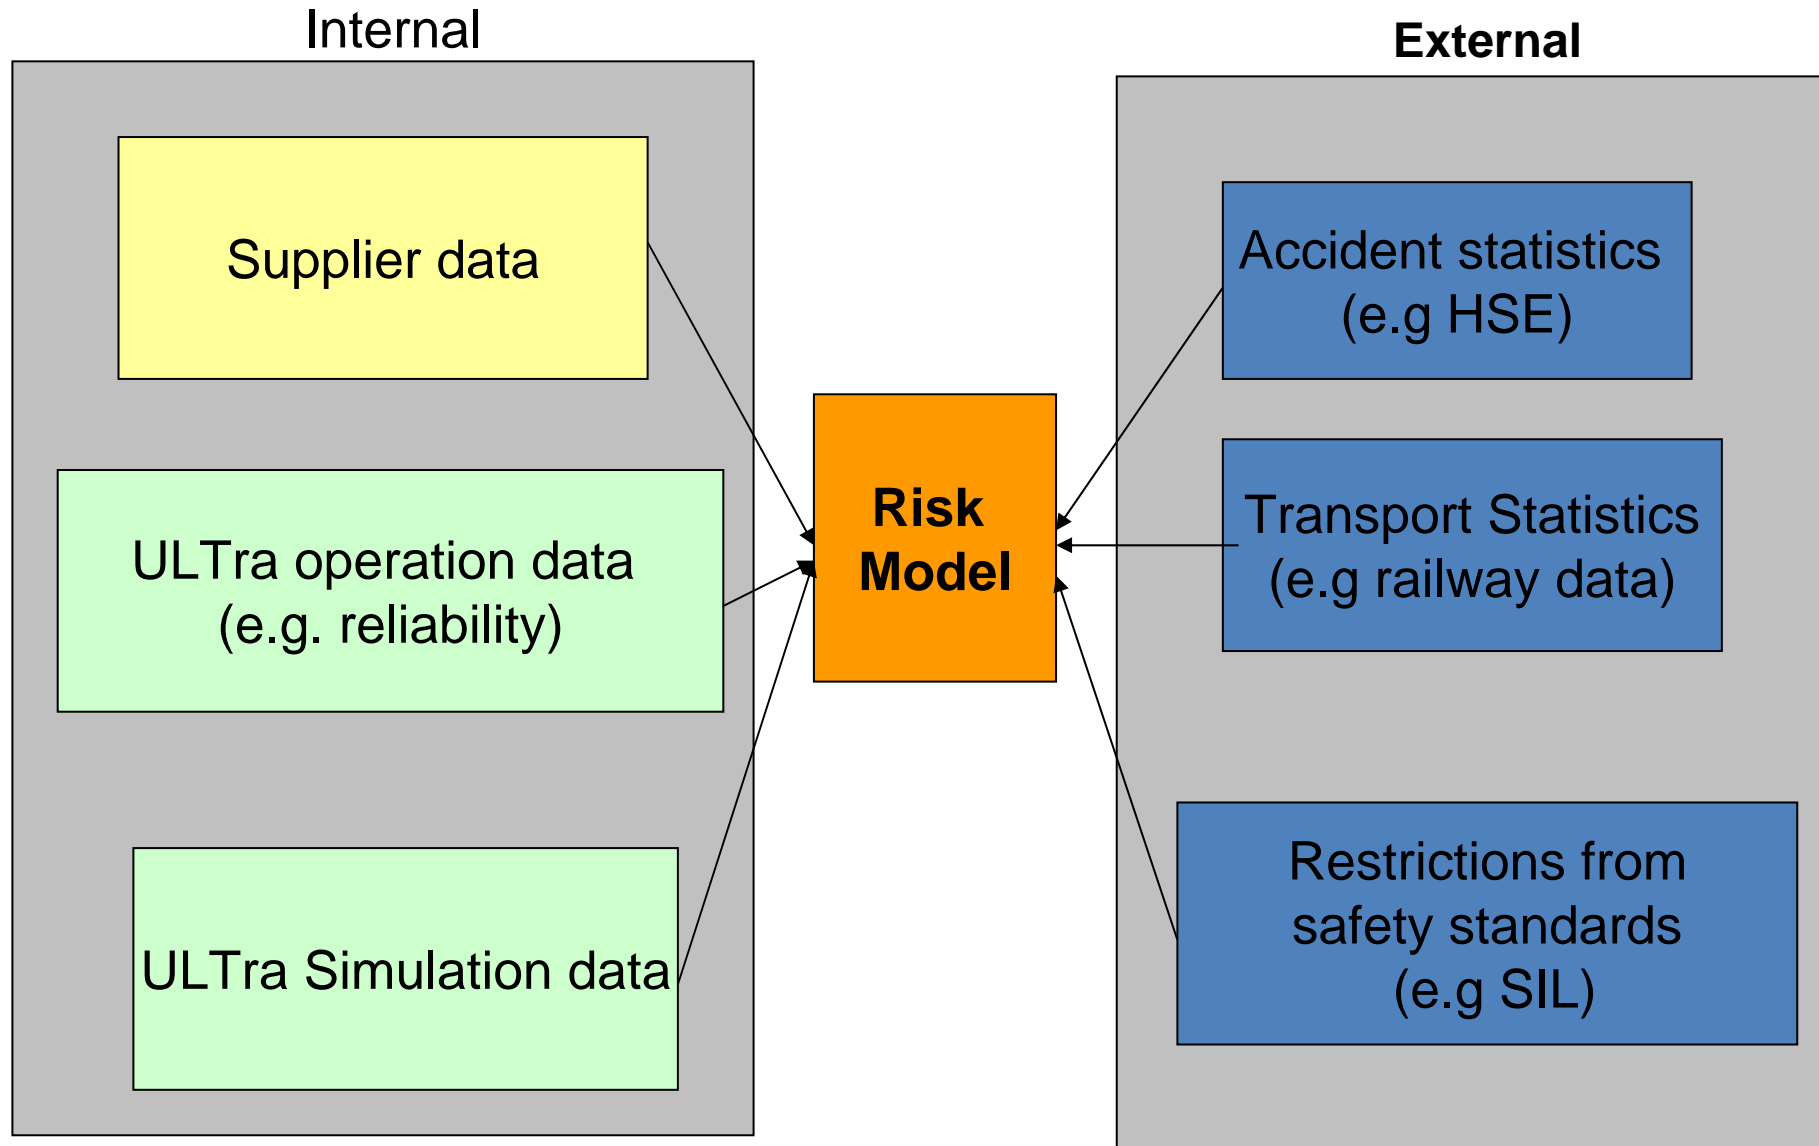 Internal
External
Supplier data
ULTra operation data
(e.g. reliability)
ULTra Simulation data
Risk
Model
Accident statistics
(e.g HSE)
Transport Statistics
(e.g railway data)
Restrictions from
safety standards
(e.g SIL)